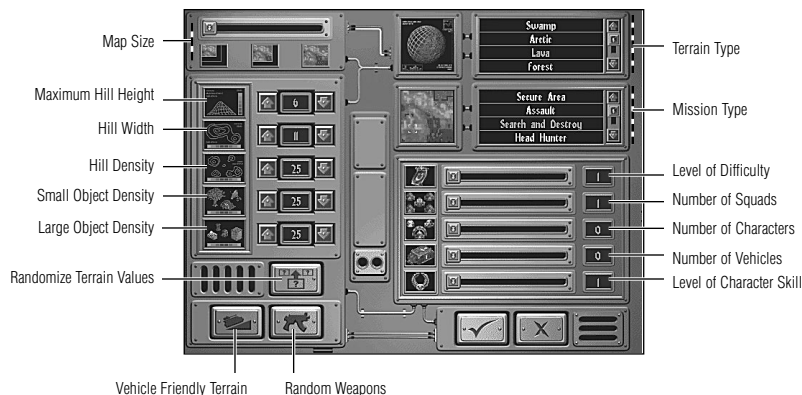 Map Size
Maximum Hill Height
Hill Width
Hill Density
Small Object Density
Large Object Density
Randomize Terrain Values
Vehicle Friendly Terrain
Random Weapons
6
11
25
25
25
?
Swamp
Arctic
Lava
Forest
Secure Area
Assault
Search and Destroy
Head Hunter
1
1
0
0
1
X
Terrain Type
Mission Type
Level of Difficulty
Number of Squads
Number of Characters
Number of Vehicles
Level of Character Skill